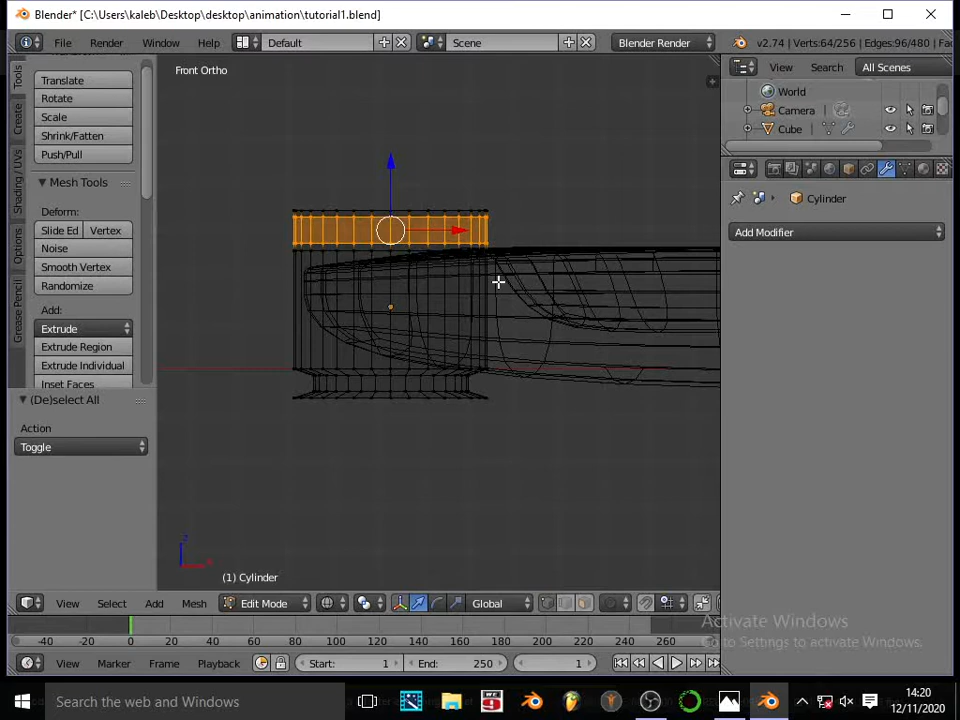 Blender* [C:\Users\kaleb\Desktop\desktop\animation\tutorial1.blend]
File Render Window Help Default Scene Blender Render v2.74 | Verts:64/256 | Edges:96/480 | Fac
Tools
Create
Shading / UVs
Options
Grease Pencil
Translate
Rotate
Scale
Shrink/Fatten
Push/Pull
Mesh Tools
Deform:
Slide Ed Vertex
Noise
Smooth Vertex
Randomize
Add:
Extrude
Extrude Region
Extrude Individual
Inset Faces
(De)select All
Action
Toggle
Front Ortho
(1) Cylinder
View Search All Scenes
World
Camera
Cube
Cylinder
Add Modifier
View Select Add Mesh Edit Mode Global
-40 -20 0 20 40 60 80 100 120 140 160 180 200 220 240 260
View Marker Frame Playback Start: 1 End: 250 1
Activate Windows
Go to Settings to activate Windows.
Search the web and Windows
14:20
12/11/2020